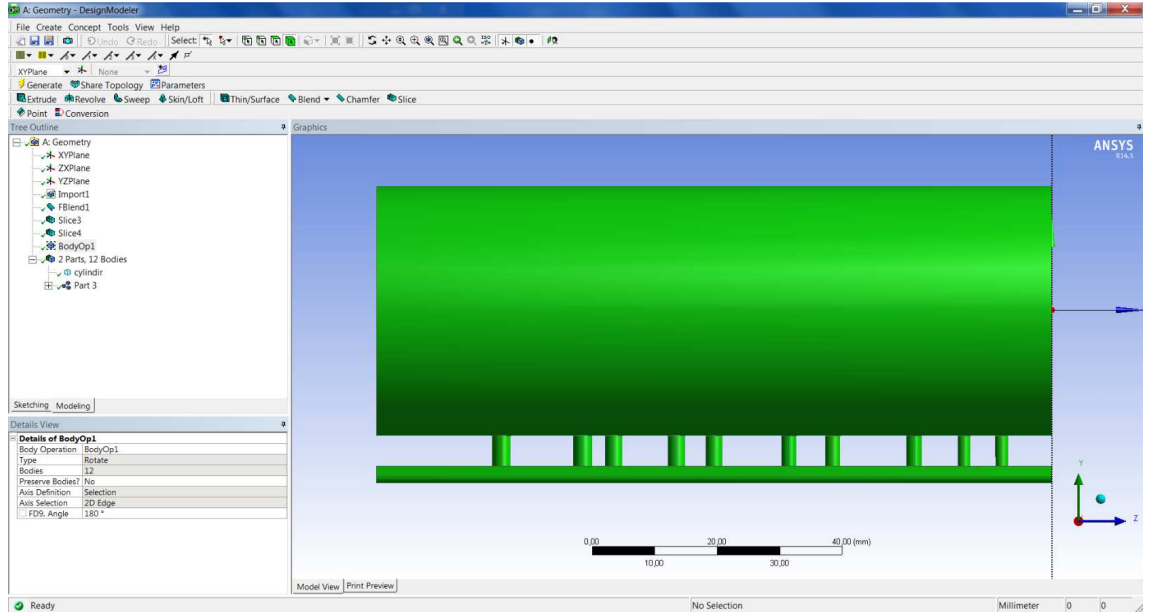 A: Geometry - DesignModeler
File Create Concept Tools View Help
Undo Redo Select:
XYPlane None
Generate Share Topology Parameters
Extrude Revolve Sweep Skin/Loft Thin/Surface Blend Chamfer Slice
Point Conversion
Tree Outline
A: Geometry
XYPlane
ZXPlane
YZPlane
Import1
FBlend1
Slice3
Slice4
BodyOp1
2 Parts, 12 Bodies
cylindir
Part 3
Sketching Modeling
Details View
Details of BodyOp1
Body Operation BodyOp1
Type Rotate
Bodies 12
Preserve Bodies? No
Axis Definition Selection
Axis Selection 2D Edge
FD9, Angle 180 °
Graphics
ANSYS
R14.5
Y
Z
0,00 20,00 40,00 (mm)
10,00 30,00
Model View Print Preview
Ready No Selection Millimeter 0 0